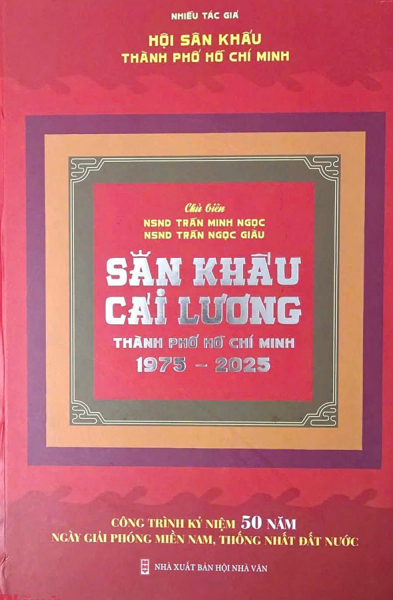 NHIỀU TÁC GIẢ
HỘI SÂN KHẤU
THÀNH PHỐ HỒ CHÍ MINH
Chủ biên
NSND TRẦN MINH NGỌC
NSND TRẦN NGỌC GIÀU
SÂN KHẤU
CẢI LƯƠNG
THÀNH PHỐ HỒ CHÍ MINH
1975 – 2025
CÔNG TRÌNH KỶ NIỆM 50 NĂM
NGÀY GIẢI PHÓNG MIỀN NAM, THỐNG NHẤT ĐẤT NƯỚC
NHÀ XUẤT BẢN HỘI NHÀ VĂN